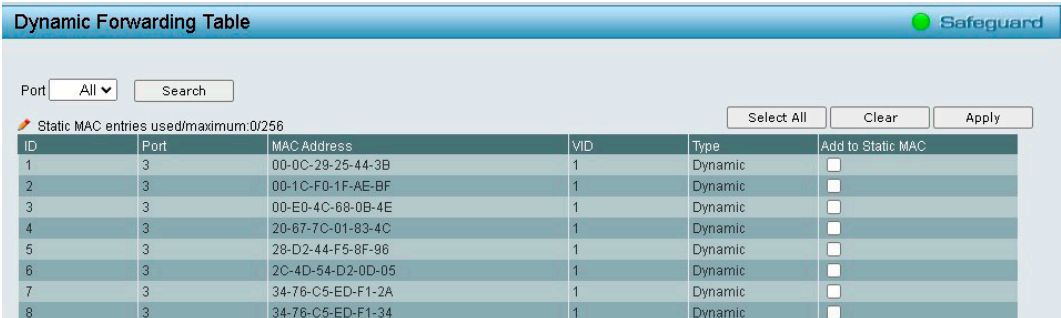 Dynamic Forwarding Table Safeguard
Port All Search
Static MAC entries used/maximum:0/256 Select All Clear Apply
ID Port MAC Address VID Type Add to Static MAC
1 3 00-0C-29-25-44-3B 1 Dynamic
2 3 00-1C-F0-1F-AE-BF 1 Dynamic
3 3 00-E0-4C-68-0B-4E 1 Dynamic
4 3 20-67-7C-01-83-4C 1 Dynamic
5 3 28-D2-44-F5-8F-96 1 Dynamic
6 3 2C-4D-54-D2-0D-05 1 Dynamic
7 3 34-76-C5-ED-F1-2A 1 Dynamic
8 3 34-76-C5-ED-F1-34 1 Dynamic